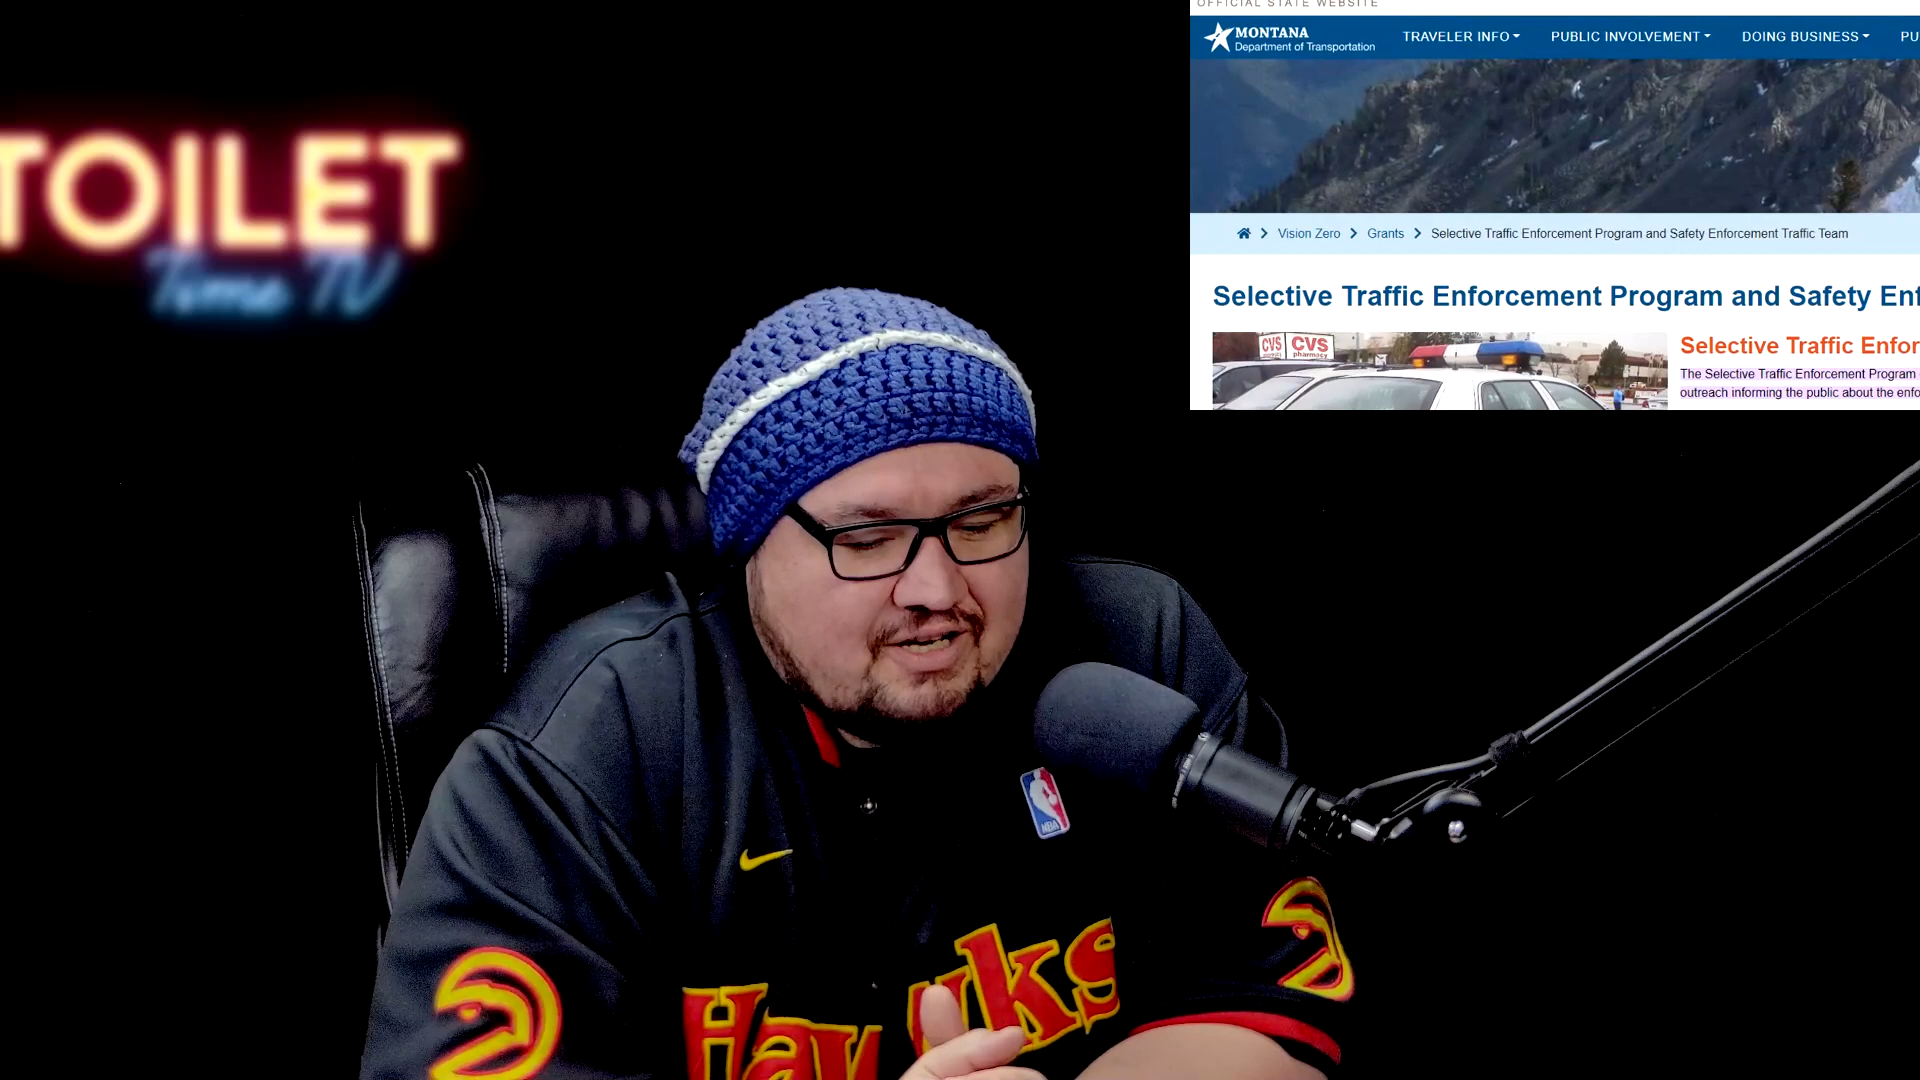 OFFICIAL STATE WEBSITE
MONTANA
Department of Transportation
TRAVELER INFO
PUBLIC INVOLVEMENT
DOING BUSINESS
PU
Vision Zero
Grants
Selective Traffic Enforcement Program and Safety Enforcement Traffic Team
Selective Traffic Enforcement Program and Safety Enf
CVS
CVS
pharmacy
Selective Traffic Enfor
The Selective Traffic Enforcement Program
outreach informing the public about the enfo
TOILET
Time TV
NBA
Hawks